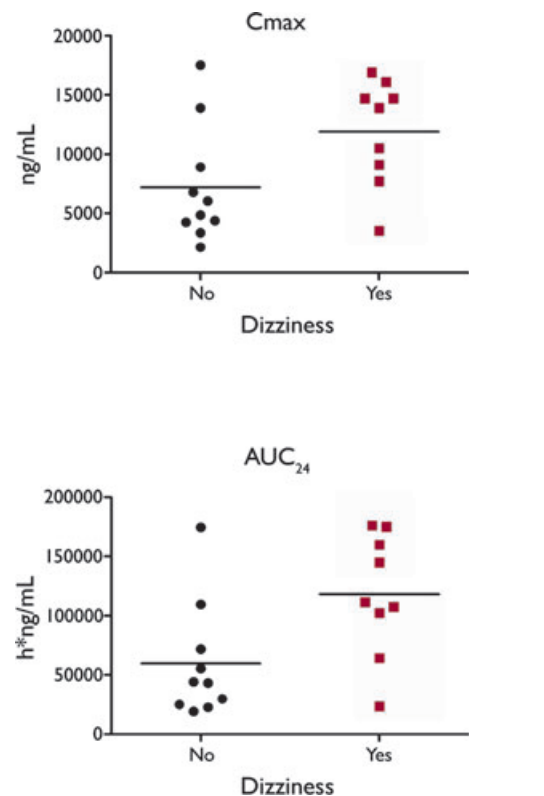 Cmax
20000
15000
ng/mL
10000
5000
0
No Yes
Dizziness
AUC24
200000
150000
h*ng/mL
100000
50000
0
No Yes
Dizziness